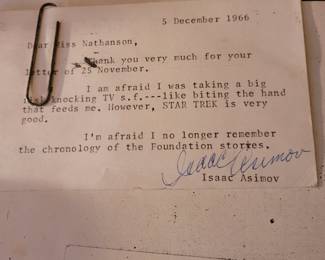 5 December 1966
Dear Miss Nathanson,
Thank you very much for your
letter of 25 November.
I am afraid I was taking a big
risk knocking TV s.f.---like biting the hand
that feeds me. However, STAR TREK is very
good.
I'm afraid I no longer remember
the chronology of the Foundation stories.
Isaac Asimov
Isaac Asimov